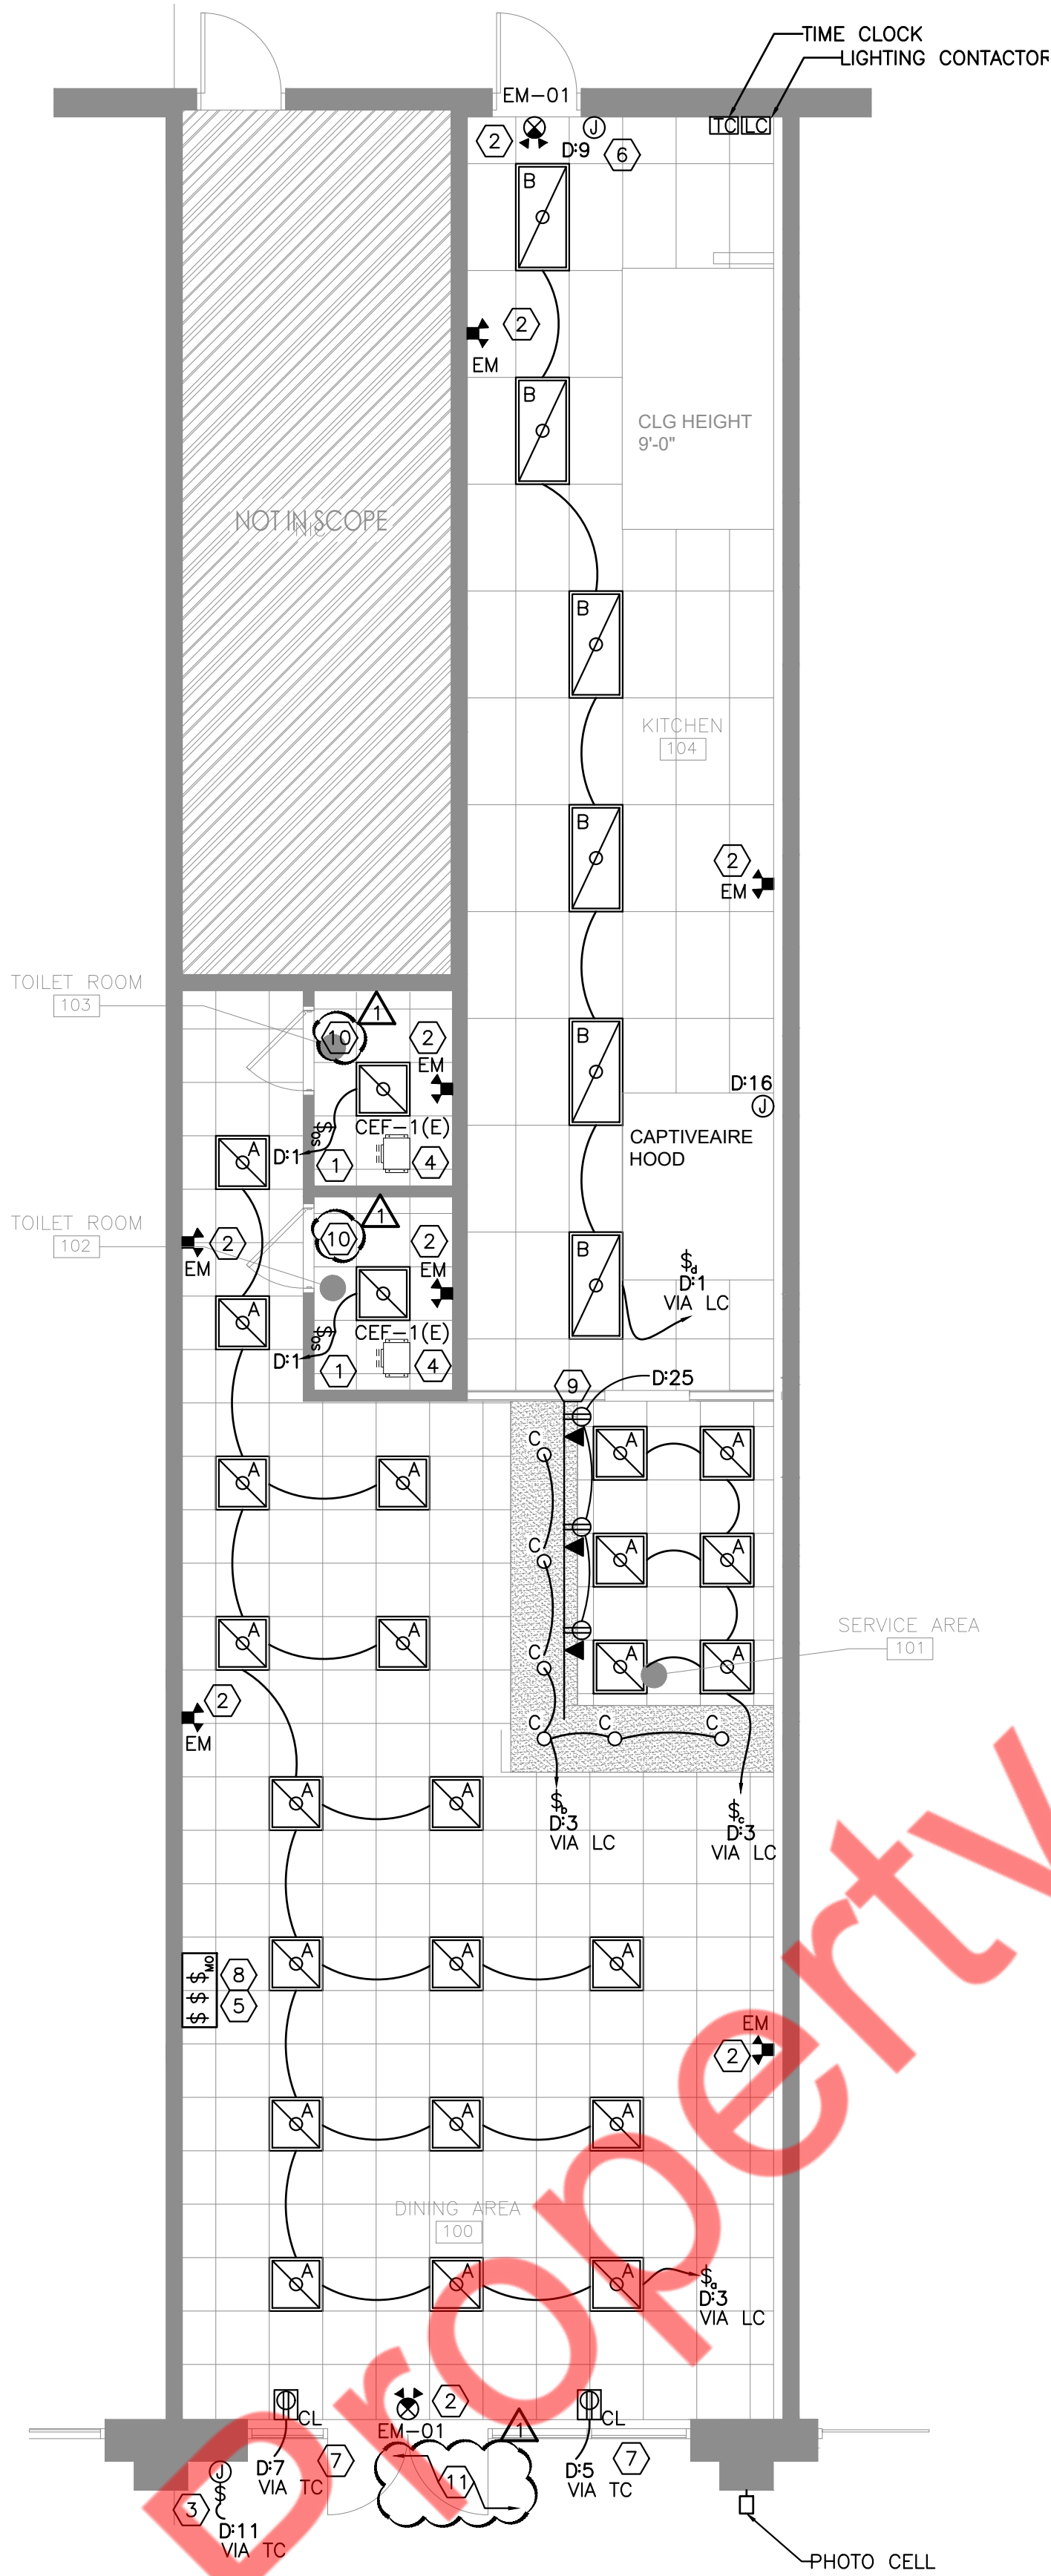 TIME CLOCK
LIGHTING CONTACTOR
EM-01
TC LC
J
2
D:9
6
B
2
EM
B
CLG HEIGHT
9'-0"
NOT IN SCOPE
NIC
B
KITCHEN
104
B
2
EM
TOILET ROOM
103
1
10
2
EM
B
D:16
J
CEF-1(E)
$OS
D:1
1
4
CAPTIVEAIRE
HOOD
A
TOILET ROOM
102
1
10
2
EM
2
EM
B
$d
D:1
VIA LC
A
CEF-1(E)
$OS
D:1
1
4
9
D:25
C
A
A
A
A
C
A
A
A
A
C
A
A
SERVICE AREA
101
2
EM
C
C
C
A
A
$b
D:3
VIA LC
$c
D:3
VIA LC
A
A
A
$ $ $MO
8
5
EM
2
A
A
A
DINING AREA
100
A
A
A
$a
D:3
VIA LC
CL
2
CL
EM-01
1
D:7
VIA TC
7
11
D:5
VIA TC
7
J
$
3
D:11
VIA TC
PHOTO CELL
Property